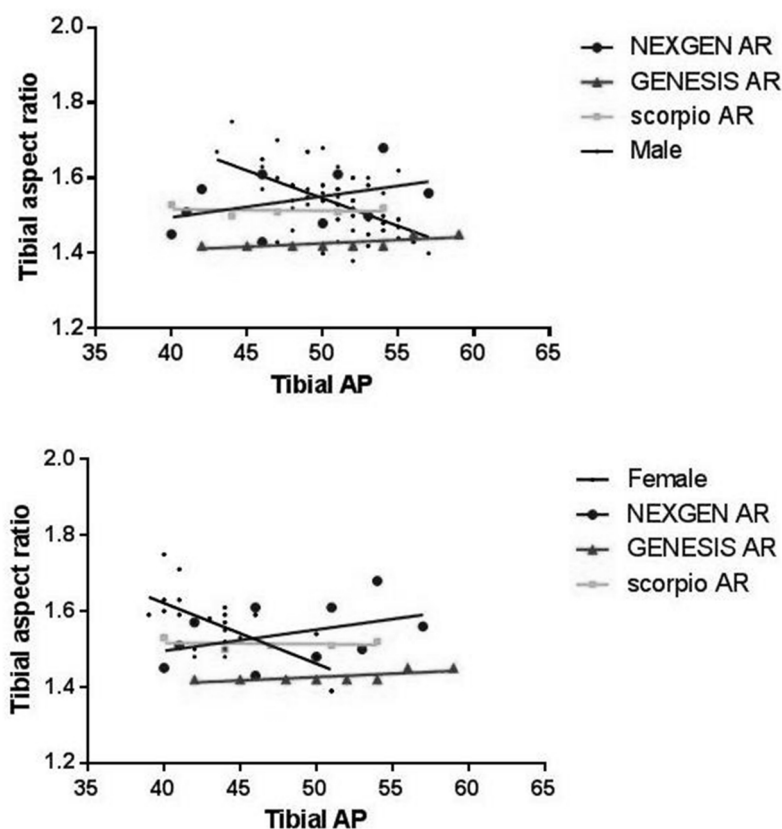 2.0
1.8
1.6
1.4
1.2
Tibial aspect ratio
35 40 45 50 55 60 65
Tibial AP
NEXGEN AR
GENESIS AR
scorpio AR
Male
2.0
1.8
1.6
1.4
1.2
Tibial aspect ratio
35 40 45 50 55 60 65
Tibial AP
Female
NEXGEN AR
GENESIS AR
scorpio AR